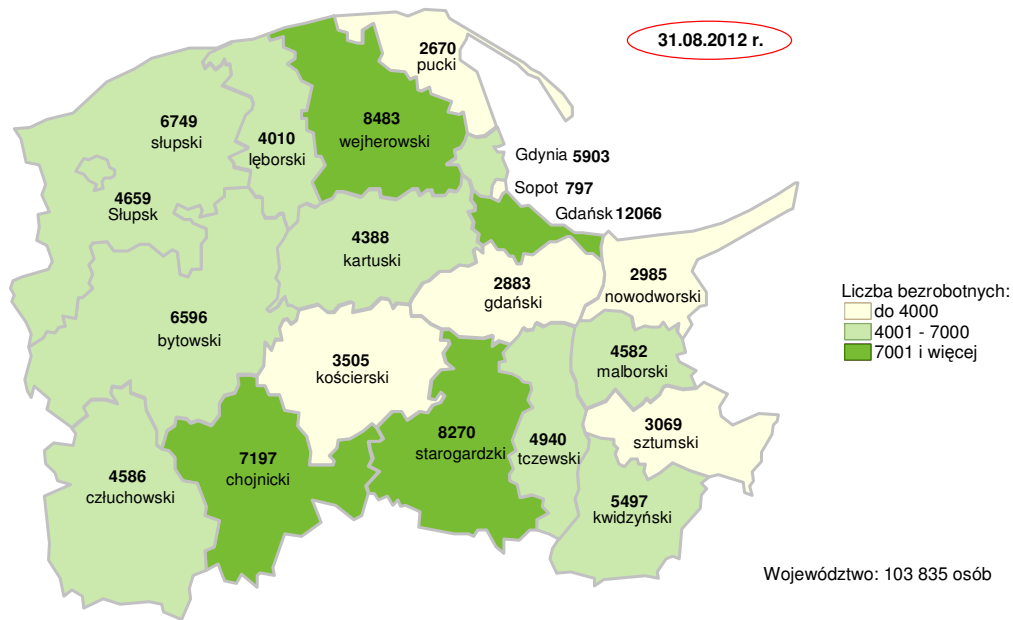 31.08.2012 r.
2670
pucki
6749
słupski
4010
lęborski
8483
wejherowski
Gdynia 5903
Sopot 797
Gdańsk 12066
4659
Słupsk
4388
kartuski
2883
gdański
2985
nowodworski
Liczba bezrobotnych:
do 4000
4001 - 7000
7001 i więcej
6596
bytowski
3505
kościerski
4582
malborski
3069
sztumski
8270
starogardzki
4940
tczewski
7197
chojnicki
4586
człuchowski
5497
kwidzyński
Województwo: 103 835 osób